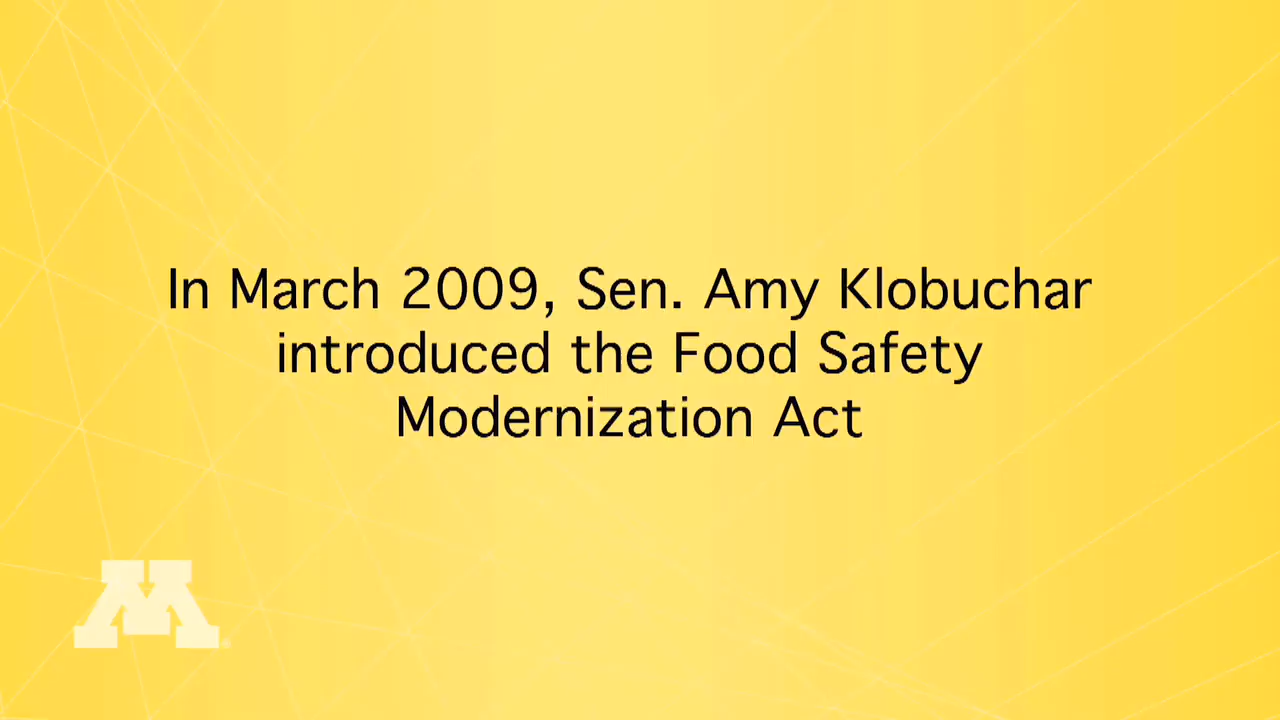 In March 2009, Sen. Amy Klobuchar
introduced the Food Safety
Modernization Act
M